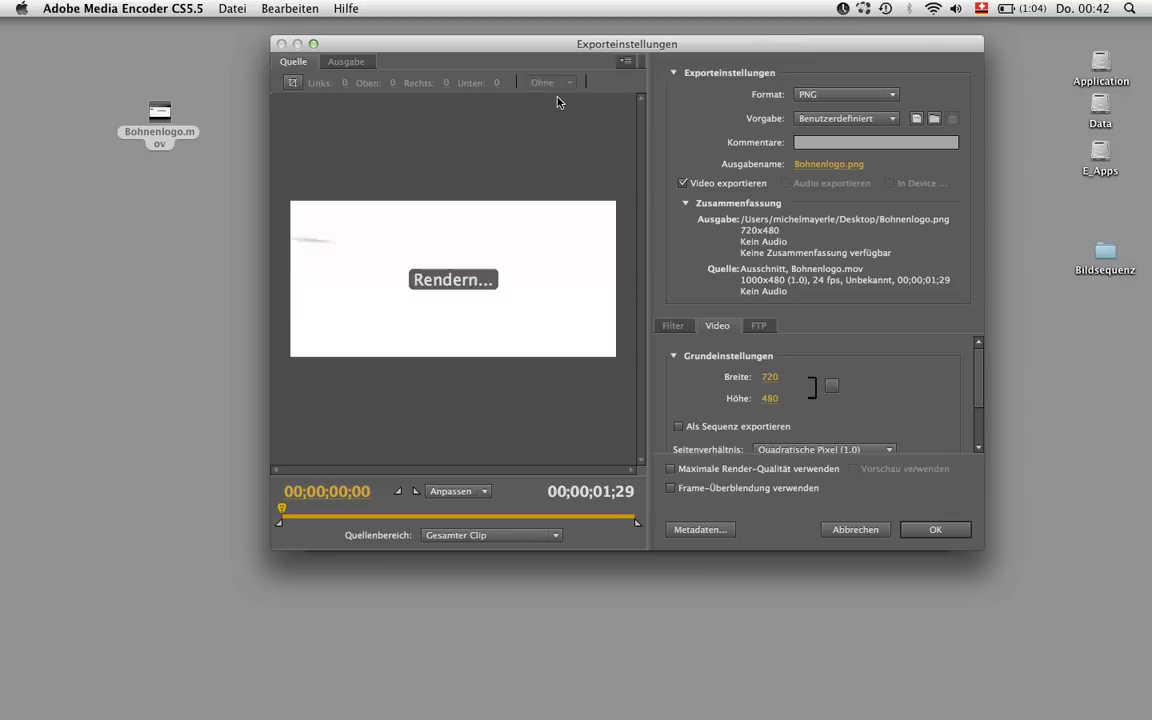 Adobe Media Encoder CS5.5 Datei Bearbeiten Hilfe (1:04) Do. 00:42
Exporteinstellungen
Quelle Ausgabe
Links: 0 Oben: 0 Rechts: 0 Unten: 0 Ohne
Bohnenlogo.m
ov
Rendern...
00;00;00;00 Anpassen 00;00;01;29
Quellenbereich: Gesamter Clip
Exporteinstellungen
Format: PNG
Vorgabe: Benutzerdefiniert
Kommentare:
Ausgabename: Bohnenlogo.png
Video exportieren Audio exportieren In Device ...
Zusammenfassung
Ausgabe: /Users/michelmayerle/Desktop/Bohnenlogo.png
720x480
Kein Audio
Keine Zusammenfassung verfügbar
Quelle: Ausschnitt, Bohnenlogo.mov
1000x480 (1.0), 24 fps, Unbekannt, 00;00;01;29
Kein Audio
Filter Video FTP
Grundeinstellungen
Breite: 720
Höhe: 480
Als Sequenz exportieren
Seitenverhältnis: Quadratische Pixel (1.0)
Maximale Render-Qualität verwenden Vorschau verwenden
Frame-Überblendung verwenden
Metadaten... Abbrechen OK
Application
Data
E_Apps
Bildsequenz